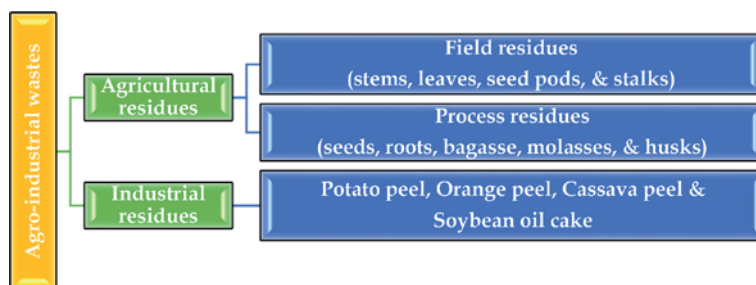 Agro-industrial wastes
Agricultural
residues
Field residues
(stems, leaves, seed pods, & stalks)
Process residues
(seeds, roots, bagasse, molasses, & husks)
Industrial
residues
Potato peel, Orange peel, Cassava peel &
Soybean oil cake